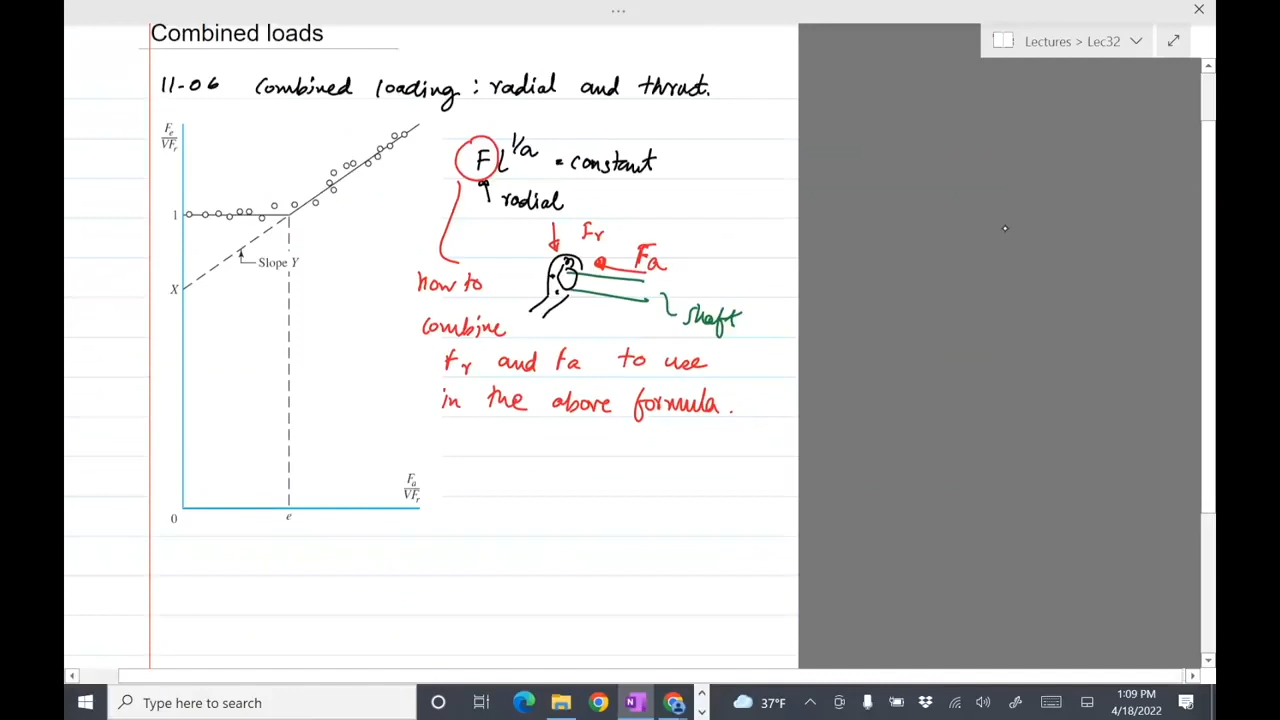 Combined loads
Lectures > Lec32
11-06 Combined loading : radial and thrust.
Fe
VFr
1
X
Slope Y
Fa
VFr
0
e
F L^1/a = constant
radial
Fr
Fa
shaft
how to
combine
Fr and Fa to use
in the above formula.
Type here to search
37°F
1:09 PM
4/18/2022